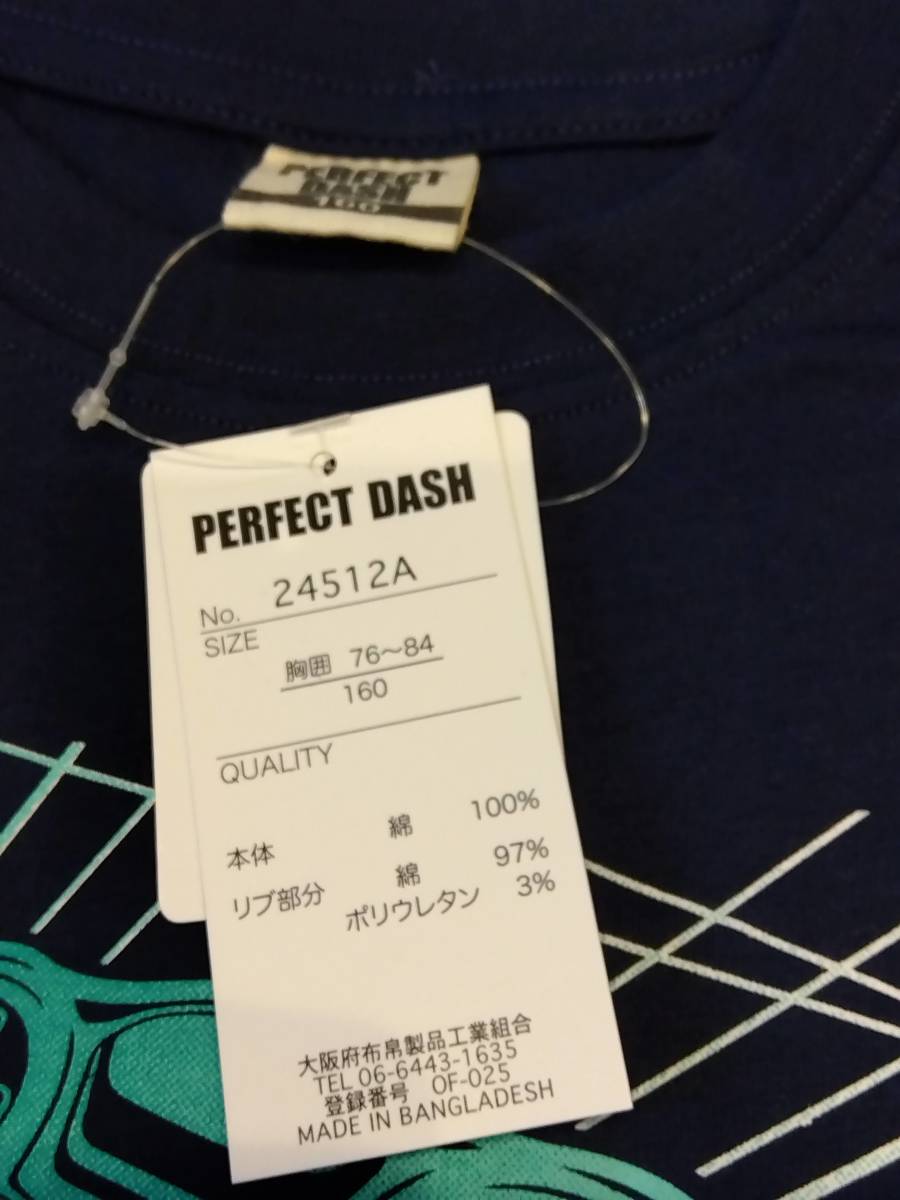 PERFECT
DASH
160
PERFECT DASH
No. 24512A
SIZE
胸囲 76～84
160
QUALITY
本体 綿 100%
リブ部分 綿 97%
ポリウレタン 3%
大阪府布帛製品工業組合
TEL 06-6443-1635
登録番号 OF-025
MADE IN BANGLADESH